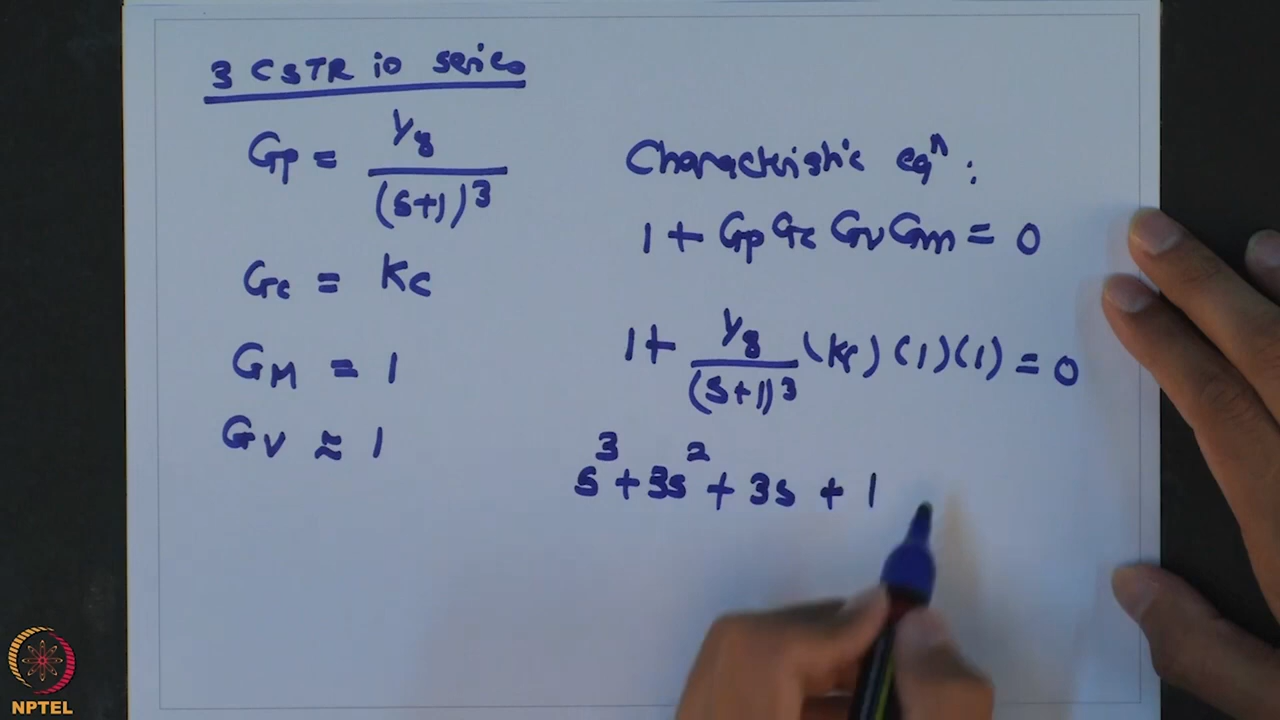 3 CSTR in series
Gp = 1/8 / (s+1)^3
Gc = Kc
GM = 1
Gv ≈ 1
Characteristic eq^n :
1 + Gp Gc Gv Gm = 0
1 + 1/8 / (s+1)^3 (Kc) (1) (1) = 0
s^3 + 3s^2 + 3s + 1
NPTEL